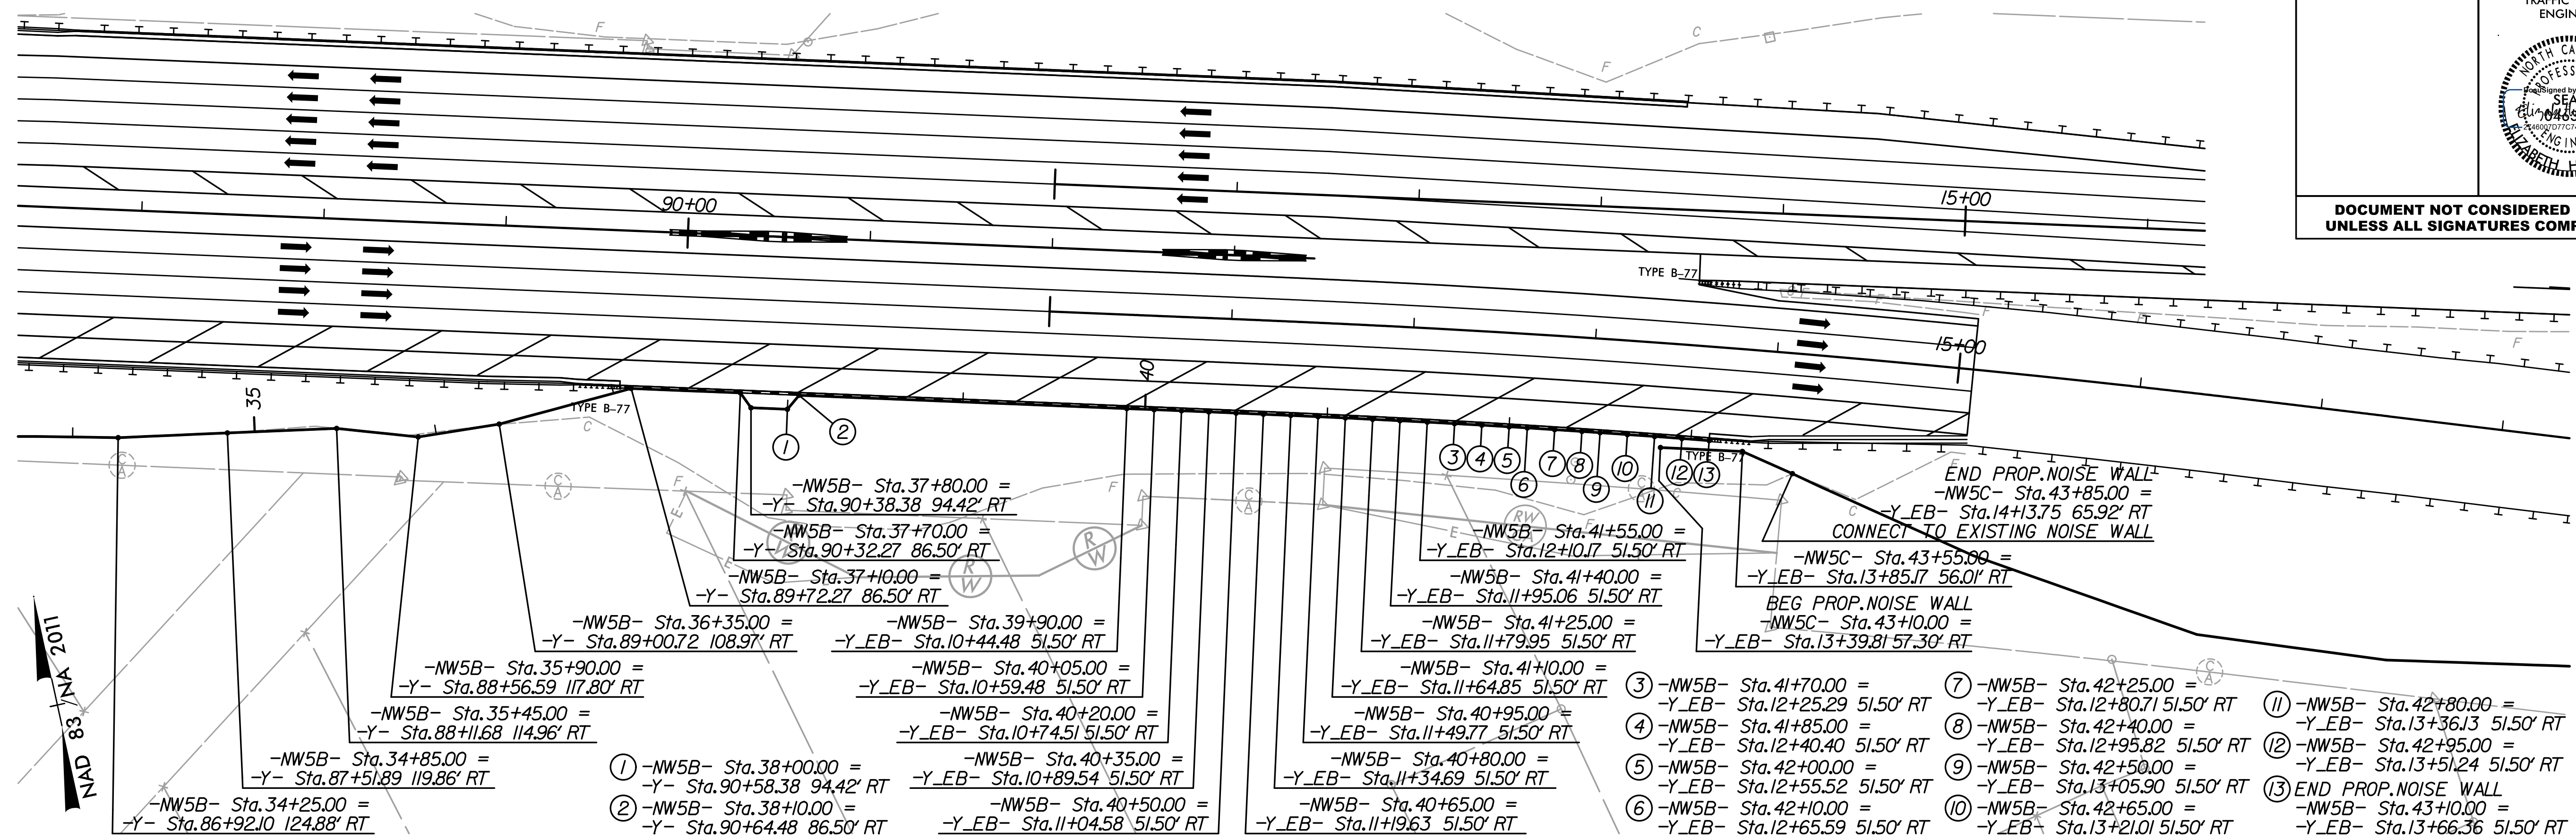 TRAFFIC
ENGIN
NORTH CA
PROFESS
DocuSigned by
SEA
0463
2746007D77C74
ENGIN
ELIZABETH H
DOCUMENT NOT CONSIDERED
UNLESS ALL SIGNATURES COMP
F
C
F
90+00
15+00
TYPE B-77
15+00
35
40
TYPE B-77
TYPE B-77
1
2
3
4
5
6
7
8
9
10
11
12
13
-NW5B- Sta.37+80.00 =
-Y- Sta.90+38.38 94.42' RT
-NW5B- Sta.37+70.00 =
-Y- Sta.90+32.27 86.50' RT
-NW5B- Sta.37+10.00 =
-Y- Sta.89+72.27 86.50' RT
-NW5B- Sta.36+35.00 =
-Y- Sta.89+00.72 108.97' RT
-NW5B- Sta.35+90.00 =
-Y- Sta.88+56.59 117.80' RT
-NW5B- Sta.35+45.00 =
-Y- Sta.88+11.68 114.96' RT
-NW5B- Sta.34+85.00 =
-Y- Sta.87+51.89 119.86' RT
-NW5B- Sta.34+25.00 =
-Y- Sta.86+92.10 124.88' RT
NAD 83 / NA 2011
1 -NW5B- Sta.38+00.00 =
-Y- Sta.90+58.38 94.42' RT
2 -NW5B- Sta.38+10.00 =
-Y- Sta.90+64.48 86.50' RT
-NW5B- Sta.39+90.00 =
-Y_EB- Sta.10+44.48 51.50' RT
-NW5B- Sta.40+05.00 =
-Y_EB- Sta.10+59.48 51.50' RT
-NW5B- Sta.40+20.00 =
-Y_EB- Sta.10+74.51 51.50' RT
-NW5B- Sta.40+35.00 =
-Y_EB- Sta.10+89.54 51.50' RT
-NW5B- Sta.40+50.00 =
-Y_EB- Sta.11+04.58 51.50' RT
-NW5B- Sta.41+55.00 =
-Y_EB- Sta.12+10.17 51.50' RT
-NW5B- Sta.41+40.00 =
-Y_EB- Sta.11+95.06 51.50' RT
-NW5B- Sta.41+25.00 =
-Y_EB- Sta.11+79.95 51.50' RT
-NW5B- Sta.41+10.00 =
-Y_EB- Sta.11+64.85 51.50' RT
-NW5B- Sta.40+95.00 =
-Y_EB- Sta.11+49.77 51.50' RT
-NW5B- Sta.40+80.00 =
-Y_EB- Sta.11+34.69 51.50' RT
-NW5B- Sta.40+65.00 =
-Y_EB- Sta.11+19.63 51.50' RT
END PROP. NOISE WALL
-NW5C- Sta.43+85.00 =
-Y_EB- Sta.14+13.75 65.92' RT
CONNECT TO EXISTING NOISE WALL
-NW5C- Sta.43+55.00 =
-Y_EB- Sta.13+85.17 56.01' RT
BEG PROP. NOISE WALL
-NW5C- Sta.43+10.00 =
-Y_EB- Sta.13+39.81 57.30' RT
3 -NW5B- Sta.41+70.00 =
-Y_EB- Sta.12+25.29 51.50' RT
4 -NW5B- Sta.41+85.00 =
-Y_EB- Sta.12+40.40 51.50' RT
5 -NW5B- Sta.42+00.00 =
-Y_EB- Sta.12+55.52 51.50' RT
6 -NW5B- Sta.42+10.00 =
-Y_EB- Sta.12+65.59 51.50' RT
7 -NW5B- Sta.42+25.00 =
-Y_EB- Sta.12+80.71 51.50' RT
8 -NW5B- Sta.42+40.00 =
-Y_EB- Sta.12+95.82 51.50' RT
9 -NW5B- Sta.42+50.00 =
-Y_EB- Sta.13+05.90 51.50' RT
10 -NW5B- Sta.42+65.00 =
-Y_EB- Sta.13+21.01 51.50' RT
11 -NW5B- Sta.42+80.00 =
-Y_EB- Sta.13+36.13 51.50' RT
12 -NW5B- Sta.42+95.00 =
-Y_EB- Sta.13+51.24 51.50' RT
13 END PROP. NOISE WALL
-NW5B- Sta.43+10.00 =
-Y_EB- Sta.13+66.36 51.50' RT